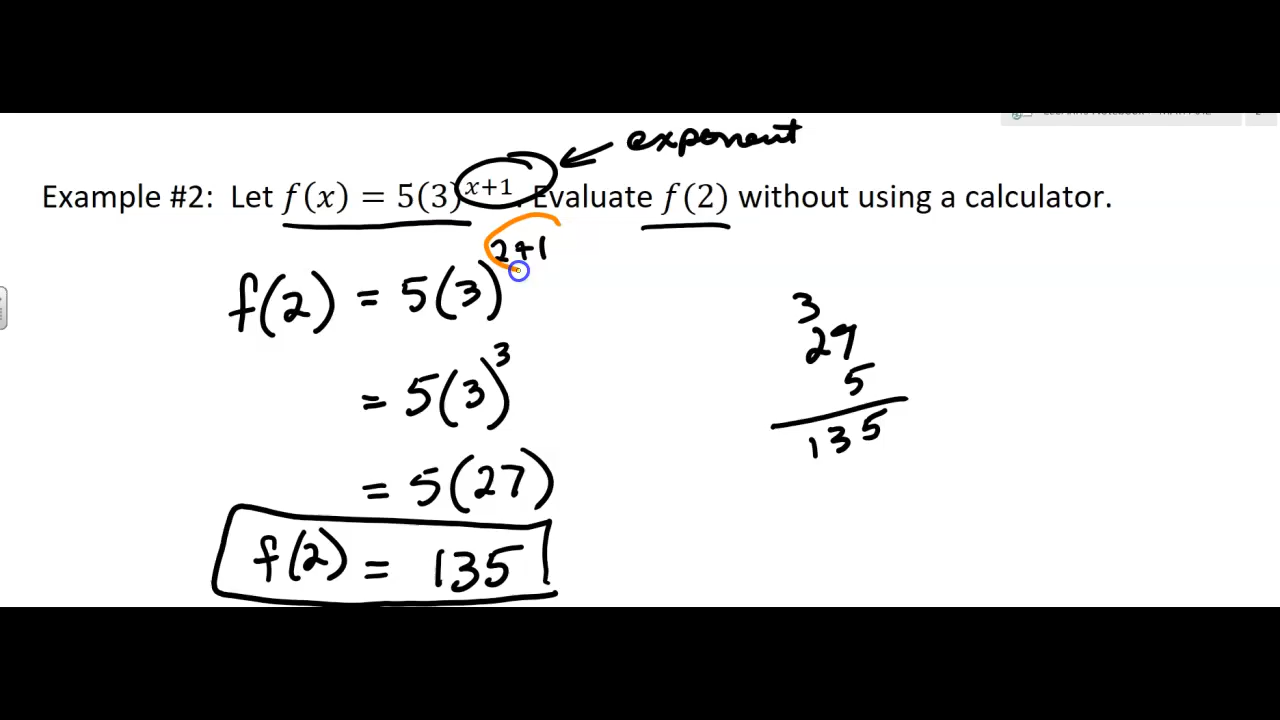 exponent
Example #2: Let f(x) = 5(3)^{x+1}. Evaluate f(2) without using a calculator.
f(2) = 5(3)^{2+1}
= 5(3)^3
= 5(27)
f(2) = 135
3
27
5
135